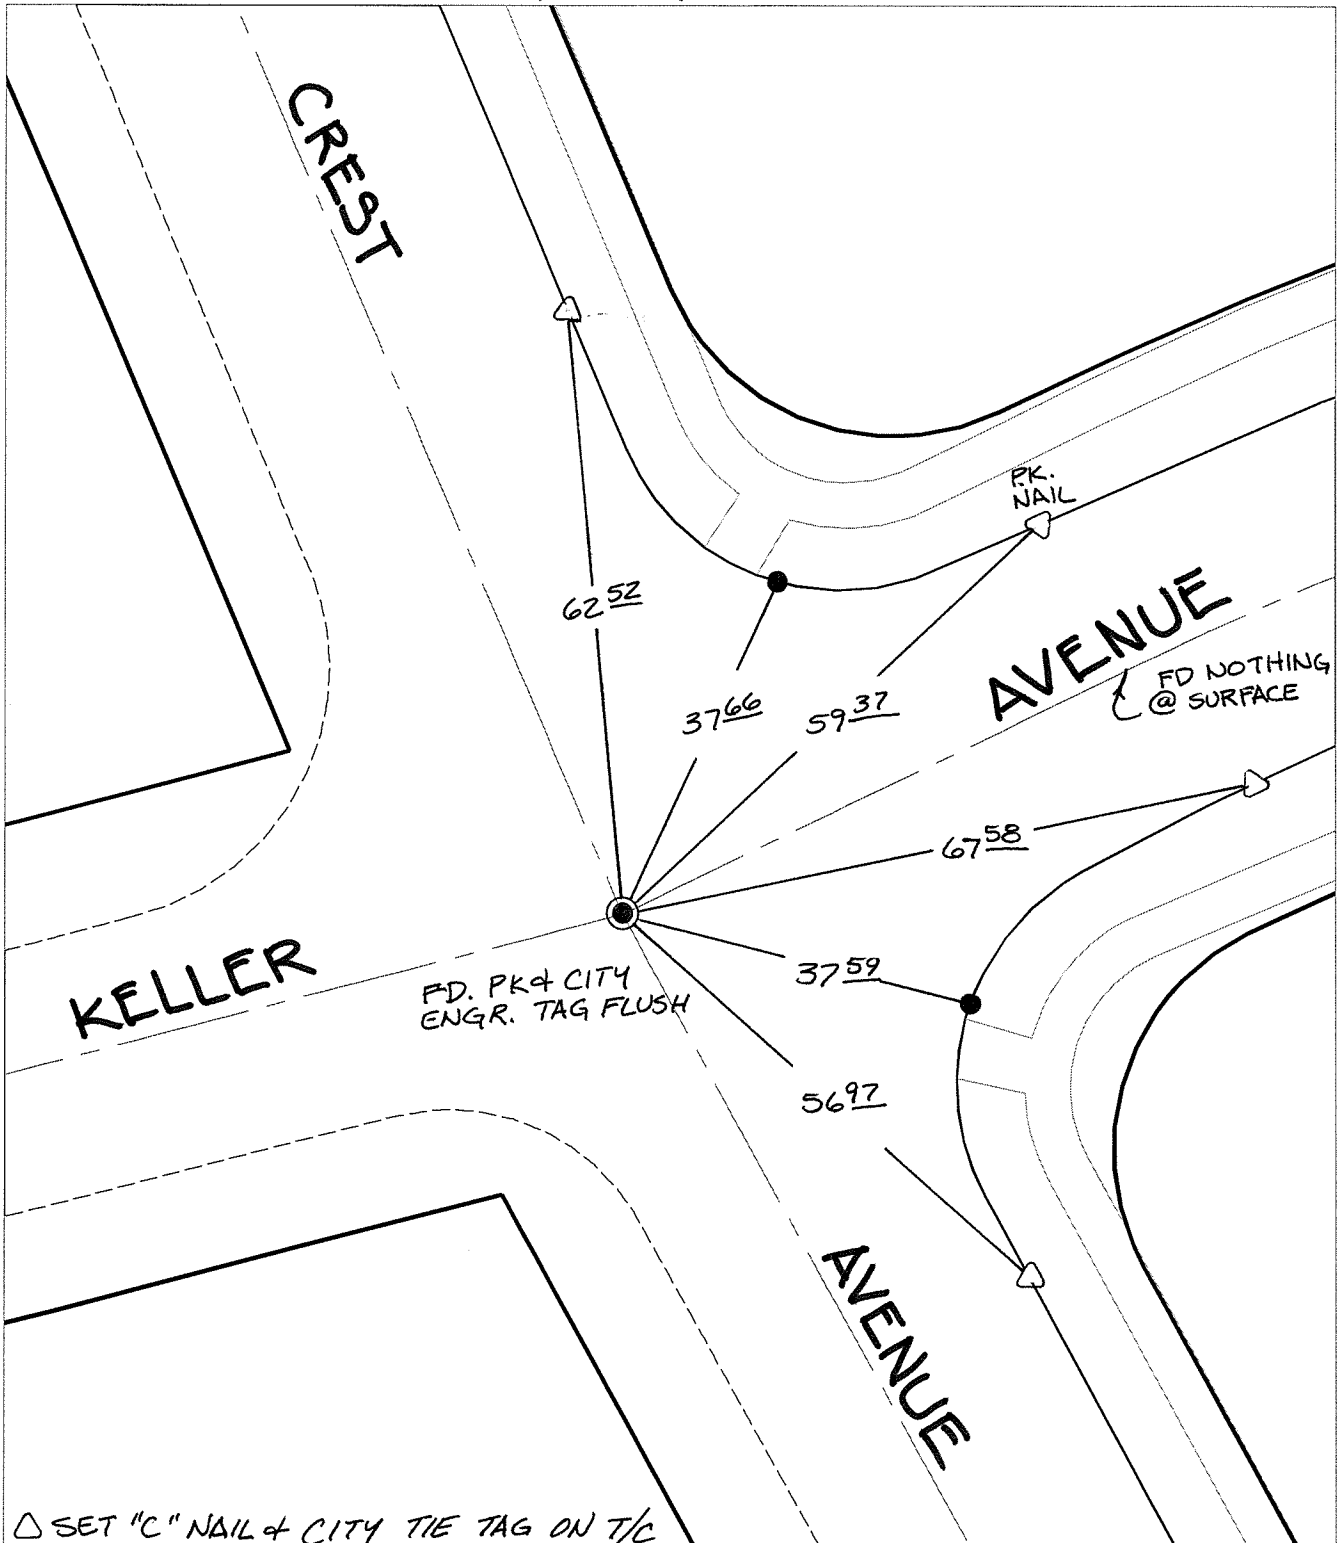 CREST
P.K.
NAIL
62 52
AVENUE
37 66
59 37
FD NOTHING
@ SURFACE
67 58
KELLER
FD. PK & CITY
ENGR. TAG FLUSH
37 59
56 97
AVENUE
△ SET "C" NAIL & CITY TIE TAG ON T/C